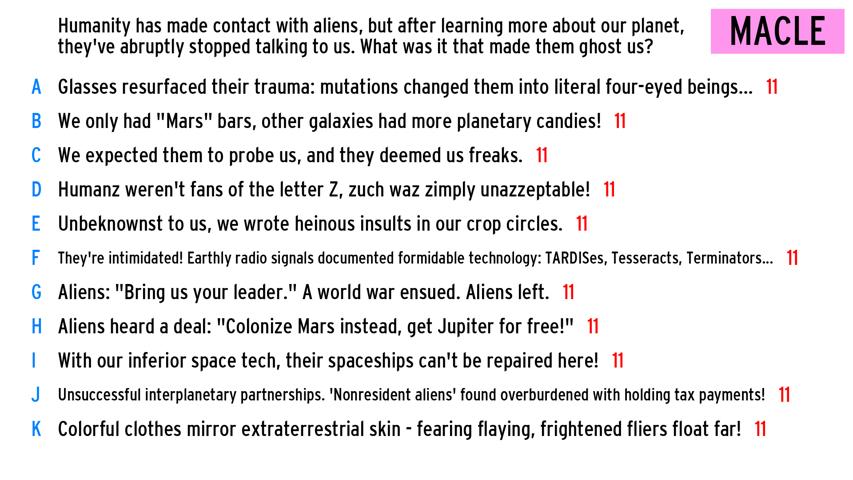 Humanity has made contact with aliens, but after learning more about our planet,
they've abruptly stopped talking to us. What was it that made them ghost us?
MACLE
A Glasses resurfaced their trauma: mutations changed them into literal four-eyed beings... 11
B We only had "Mars" bars, other galaxies had more planetary candies! 11
C We expected them to probe us, and they deemed us freaks. 11
D Humanz weren't fans of the letter Z, zuch waz zimply unazzeptable! 11
E Unbeknownst to us, we wrote heinous insults in our crop circles. 11
F They're intimidated! Earthly radio signals documented formidable technology: TARDISes, Tesseracts, Terminators... 11
G Aliens: "Bring us your leader." A world war ensued. Aliens left. 11
H Aliens heard a deal: "Colonize Mars instead, get Jupiter for free!" 11
I With our inferior space tech, their spaceships can't be repaired here! 11
J Unsuccessful interplanetary partnerships. 'Nonresident aliens' found overburdened with holding tax payments! 11
K Colorful clothes mirror extraterrestrial skin - fearing flaying, frightened fliers float far! 11